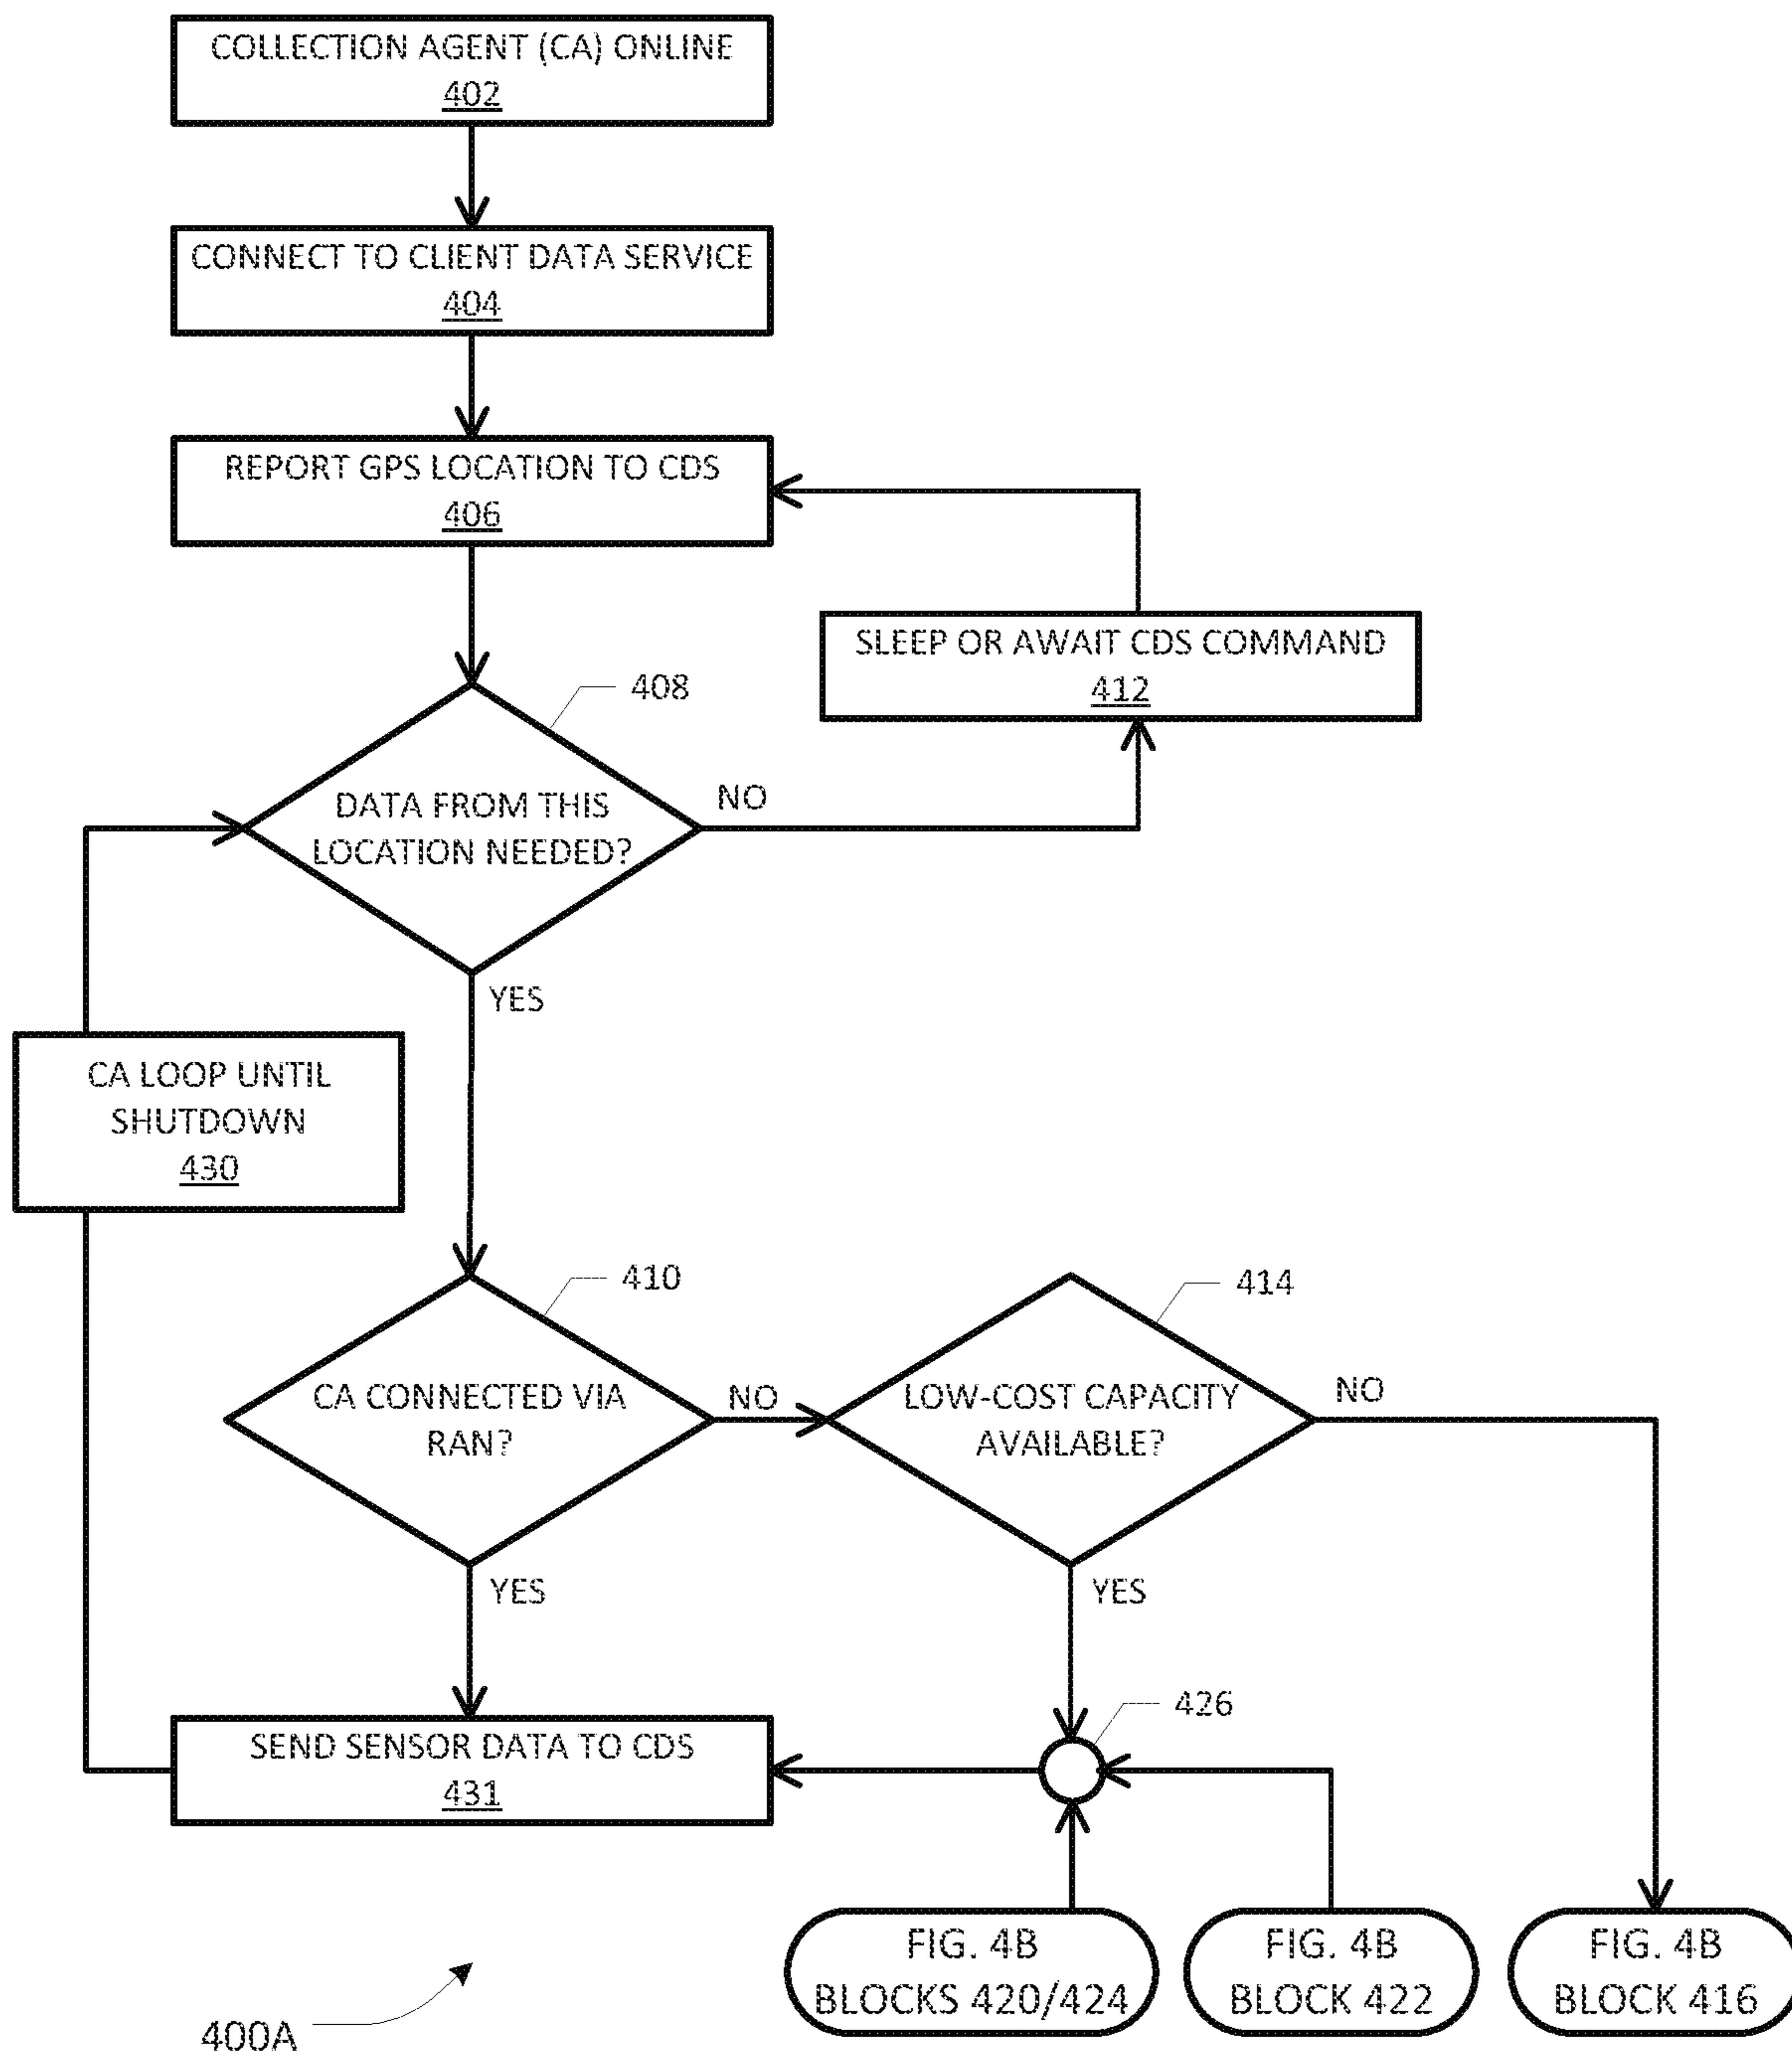 COLLECTION AGENT (CA) ONLINE
402
CONNECT TO CLIENT DATA SERVICE
404
REPORT GPS LOCATION TO CDS
406
SLEEP OR AWAIT CDS COMMAND
412
408
DATA FROM THIS
LOCATION NEEDED?
NO
YES
CA LOOP UNTIL
SHUTDOWN
430
410
CA CONNECTED VIA
RAN?
NO
YES
414
LOW-COST CAPACITY
AVAILABLE?
NO
YES
426
SEND SENSOR DATA TO CDS
431
FIG. 4B
BLOCKS 420/424
FIG. 4B
BLOCK 422
FIG. 4B
BLOCK 416
400A